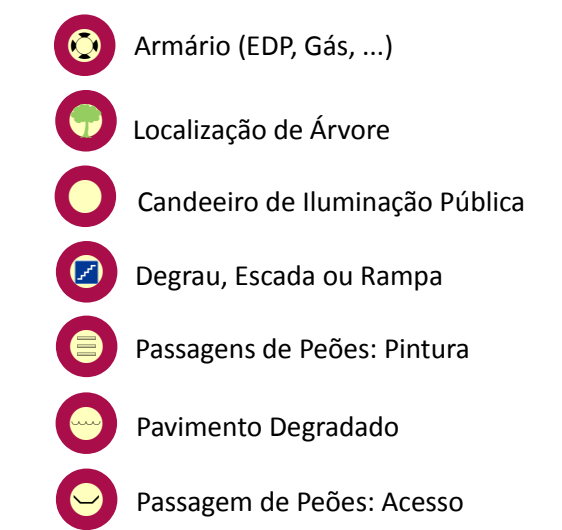 Armário (EDP, Gás, ...)
Localização de Árvore
Candeeiro de Iluminação Pública
Degrau, Escada ou Rampa
Passagens de Peões: Pintura
Pavimento Degradado
Passagem de Peões: Acesso